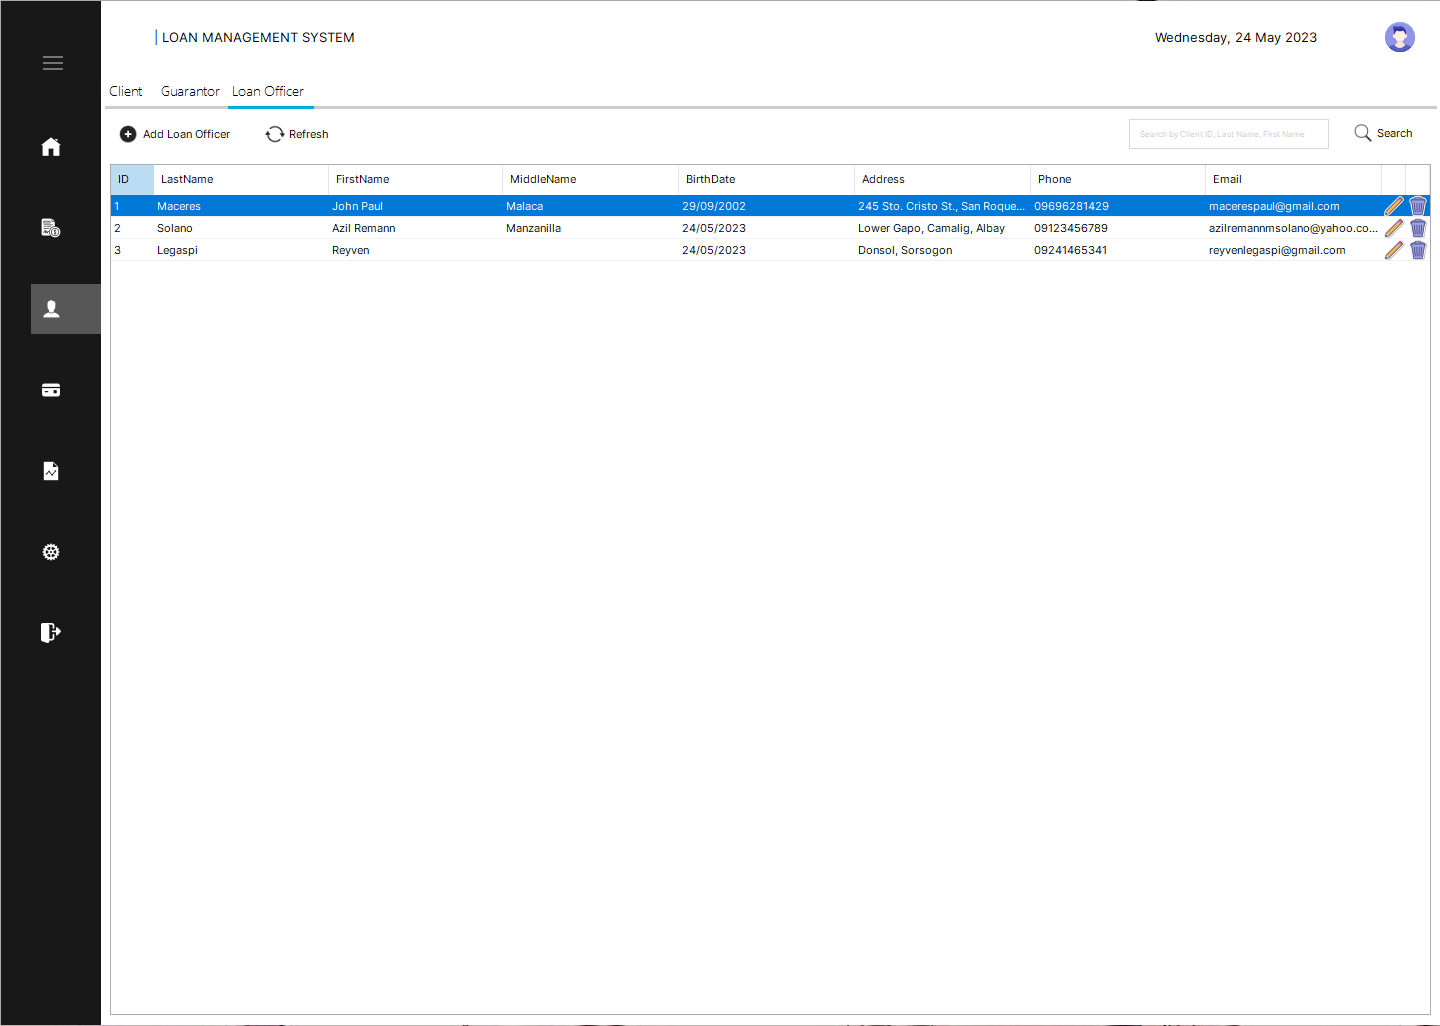 | LOAN MANAGEMENT SYSTEM
Wednesday, 24 May 2023
Client Guarantor Loan Officer
Add Loan Officer Refresh Search by Client ID, Last Name, First Name Search
ID LastName FirstName MiddleName BirthDate Address Phone Email
1 Maceres John Paul Malaca 29/09/2002 245 Sto. Cristo St., San Roque... 09696281429 macerespaul@gmail.com
2 Solano Azil Remann Manzanilla 24/05/2023 Lower Gapo, Camalig, Albay 09123456789 azilremannmsolano@yahoo.co...
3 Legaspi Reyven 24/05/2023 Donsol, Sorsogon 09241465341 reyvenlegaspi@gmail.com